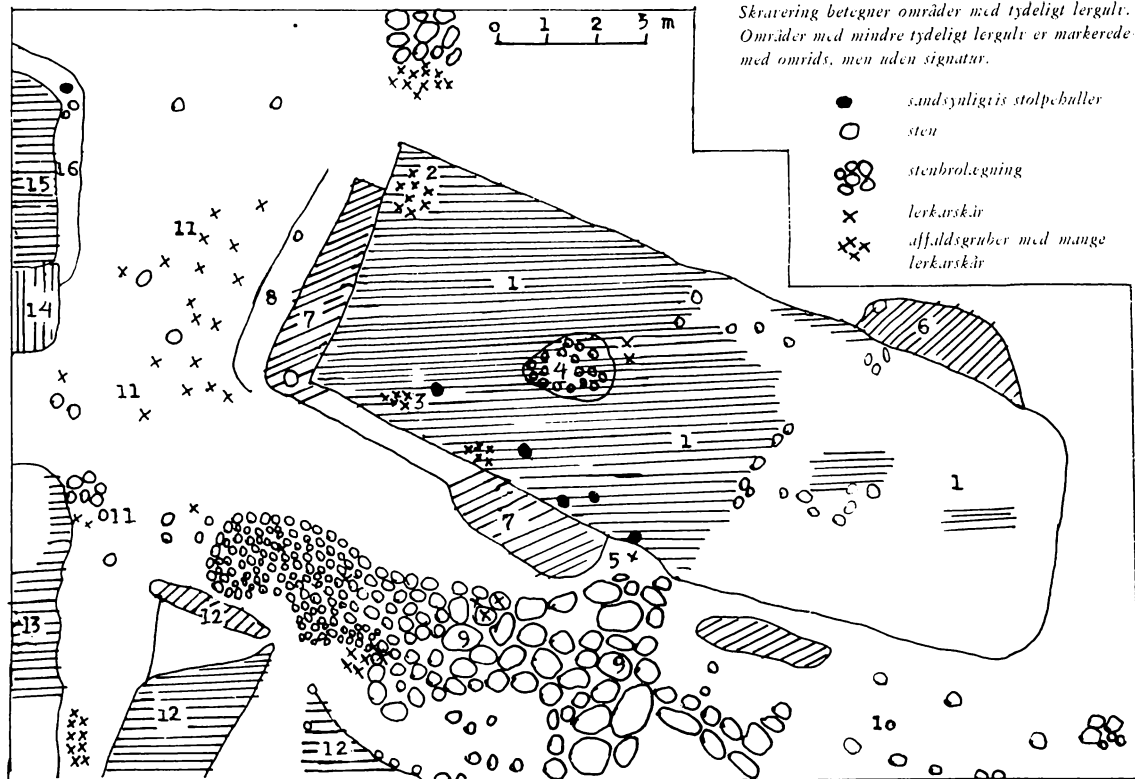 0 1 2 3 m
Skravering betegner områder med tydeligt lergulv.
Områder med mindre tydeligt lergulv er markerede
med omrids, men uden signatur.
sandsynligvis stolpehuller
sten
stenbrolægning
lerkarskår
affaldsgruber med mange
lerkarskår
16
2
15
11
1
8
7
14
6
4
3
11
1
1
11
7
5
12
13
9
9
12
10
12